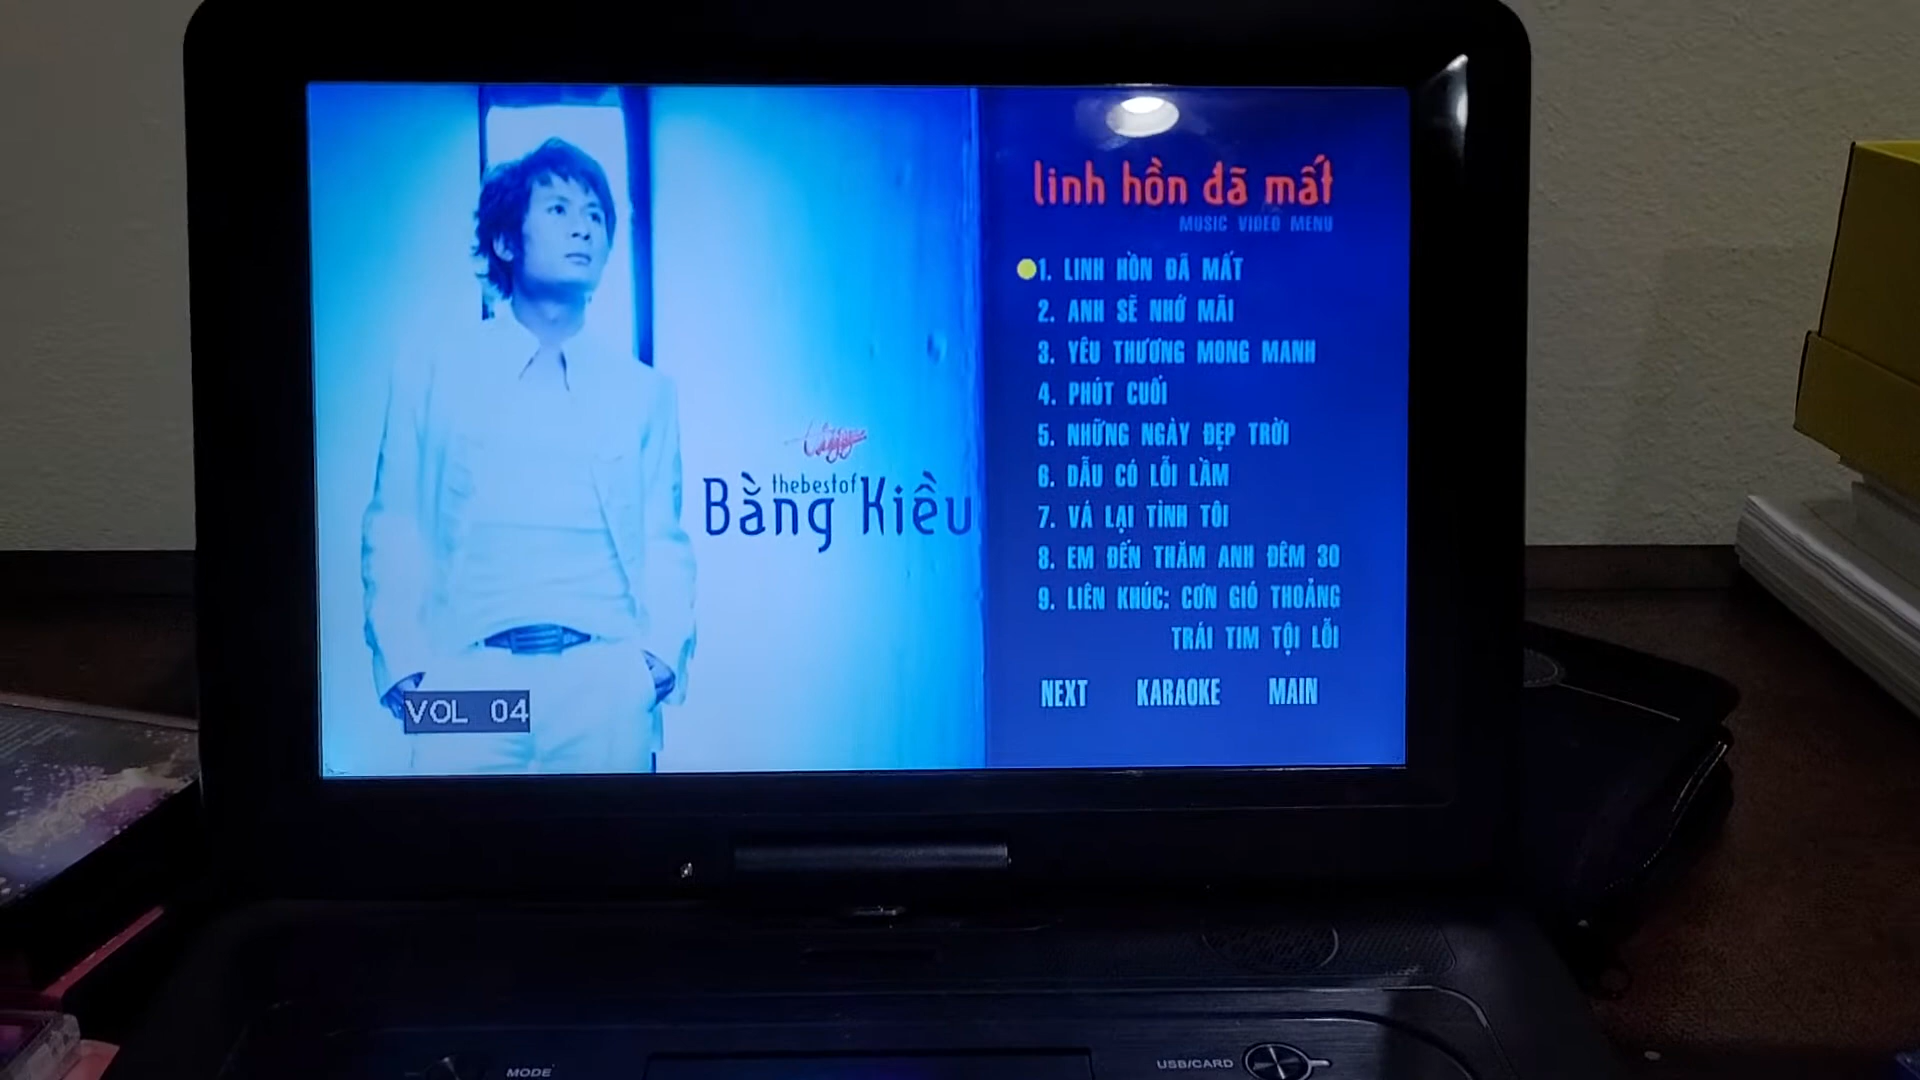 linh hồn đã mất
MUSIC VIDEO MENU
1. LINH HỒN ĐÃ MẤT
2. ANH SẼ NHỚ MÃI
3. YÊU THƯƠNG MONG MANH
4. PHÚT CUỐI
5. NHỮNG NGÀY ĐẸP TRỜI
6. DẪU CÓ LỖI LẦM
7. VÁ LẠI TÌNH TÔI
8. EM ĐẾN THĂM ANH ĐÊM 30
9. LIÊN KHÚC: CƠN GIÓ THOẢNG
TRÁI TIM TỘI LỖI
NEXT KARAOKE MAIN
thebestof
Bằng Kiều
VOL 04
MODE
USB/CARD